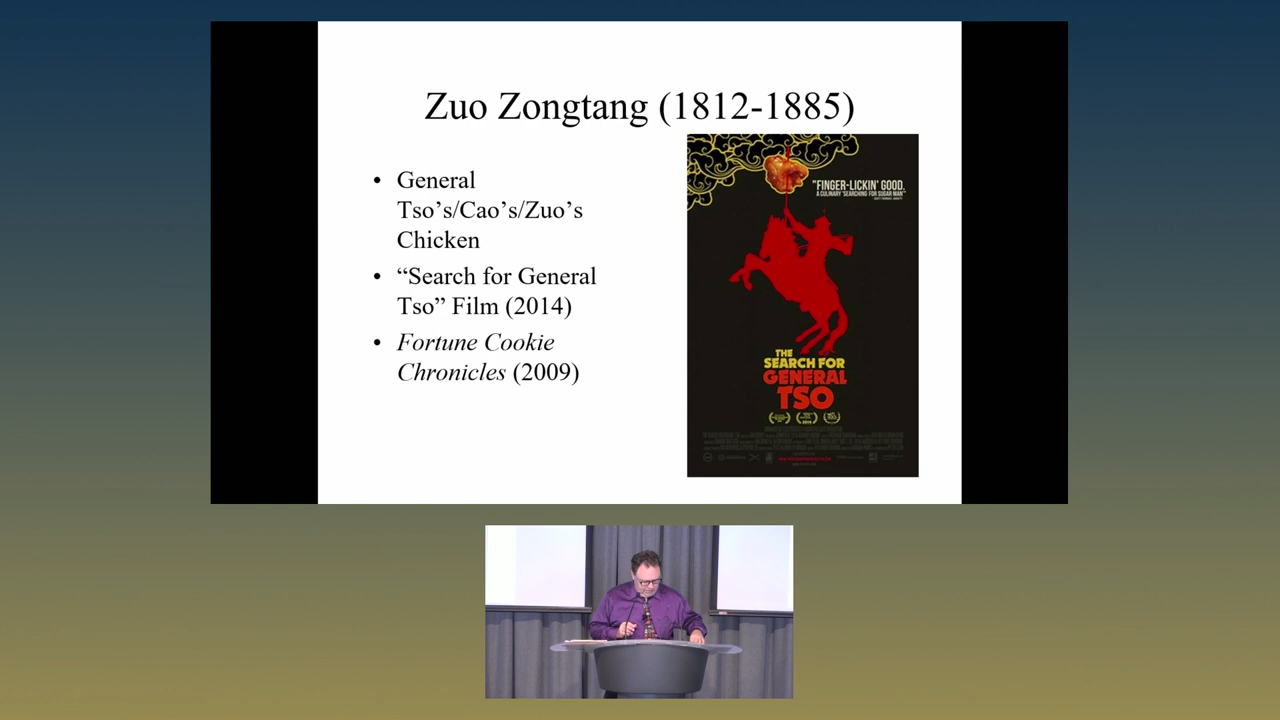 Zuo Zongtang (1812-1885)
• General
Tso’s/Cao’s/Zuo’s
Chicken
• “Search for General
Tso” Film (2014)
• Fortune Cookie
Chronicles (2009)
"FINGER-LICKIN' GOOD.
A CULINARY 'SEARCHING FOR SUGAR MAN'"
THE
SEARCH FOR
GENERAL
TSO